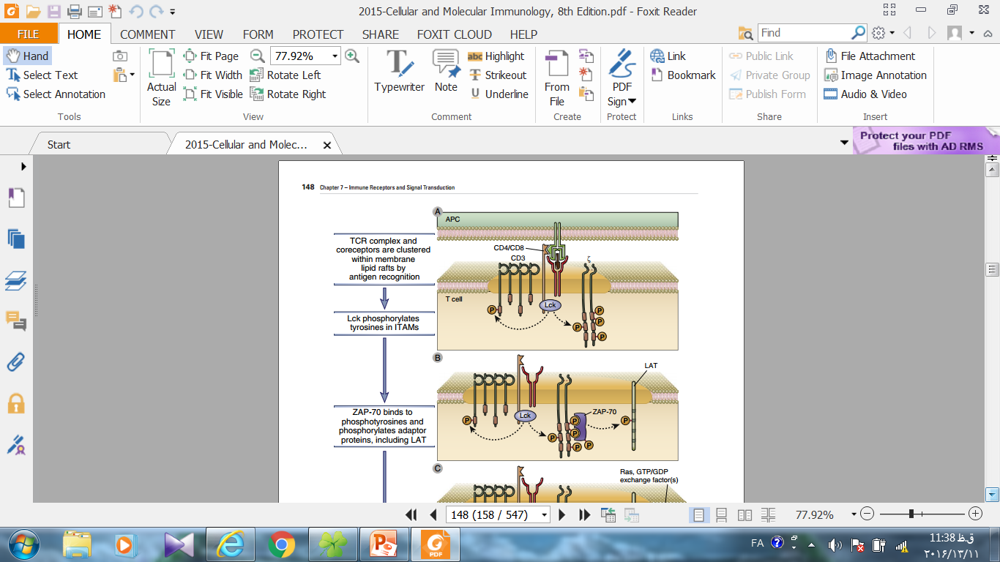 2015-Cellular and Molecular Immunology, 8th Edition.pdf - Foxit Reader
FILE HOME COMMENT VIEW FORM PROTECT SHARE FOXIT CLOUD HELP Find
Hand
Select Text
Select Annotation
Tools
Actual Size
Fit Page
Fit Width
Fit Visible
77.92%
Rotate Left
Rotate Right
View
Typewriter
Note
Highlight
Strikeout
Underline
Comment
From File
Create
PDF Sign
Protect
Link
Bookmark
Links
Public Link
Private Group
Publish Form
Share
File Attachment
Image Annotation
Audio & Video
Insert
Start
2015-Cellular and Molec...
Protect your PDF
files with AD RMS
148 Chapter 7 – Immune Receptors and Signal Transduction
A
APC
TCR complex and
coreceptors are clustered
within membrane
lipid rafts by
antigen recognition
CD4/CD8
CD3
ζ
T cell
Lck
P
P
P
P
P
Lck phosphorylates
tyrosines in ITAMs
B
LAT
ZAP-70
Lck
P
P
P
P
P
P
P
ZAP-70 binds to
phosphotyrosines and
phosphorylates adaptor
proteins, including LAT
C
Ras, GTP/GDP
exchange factor(s)
148 (158 / 547)
77.92%
FA
11:38 ق.ظ
۲۰۱۶/۱۳/۱۱